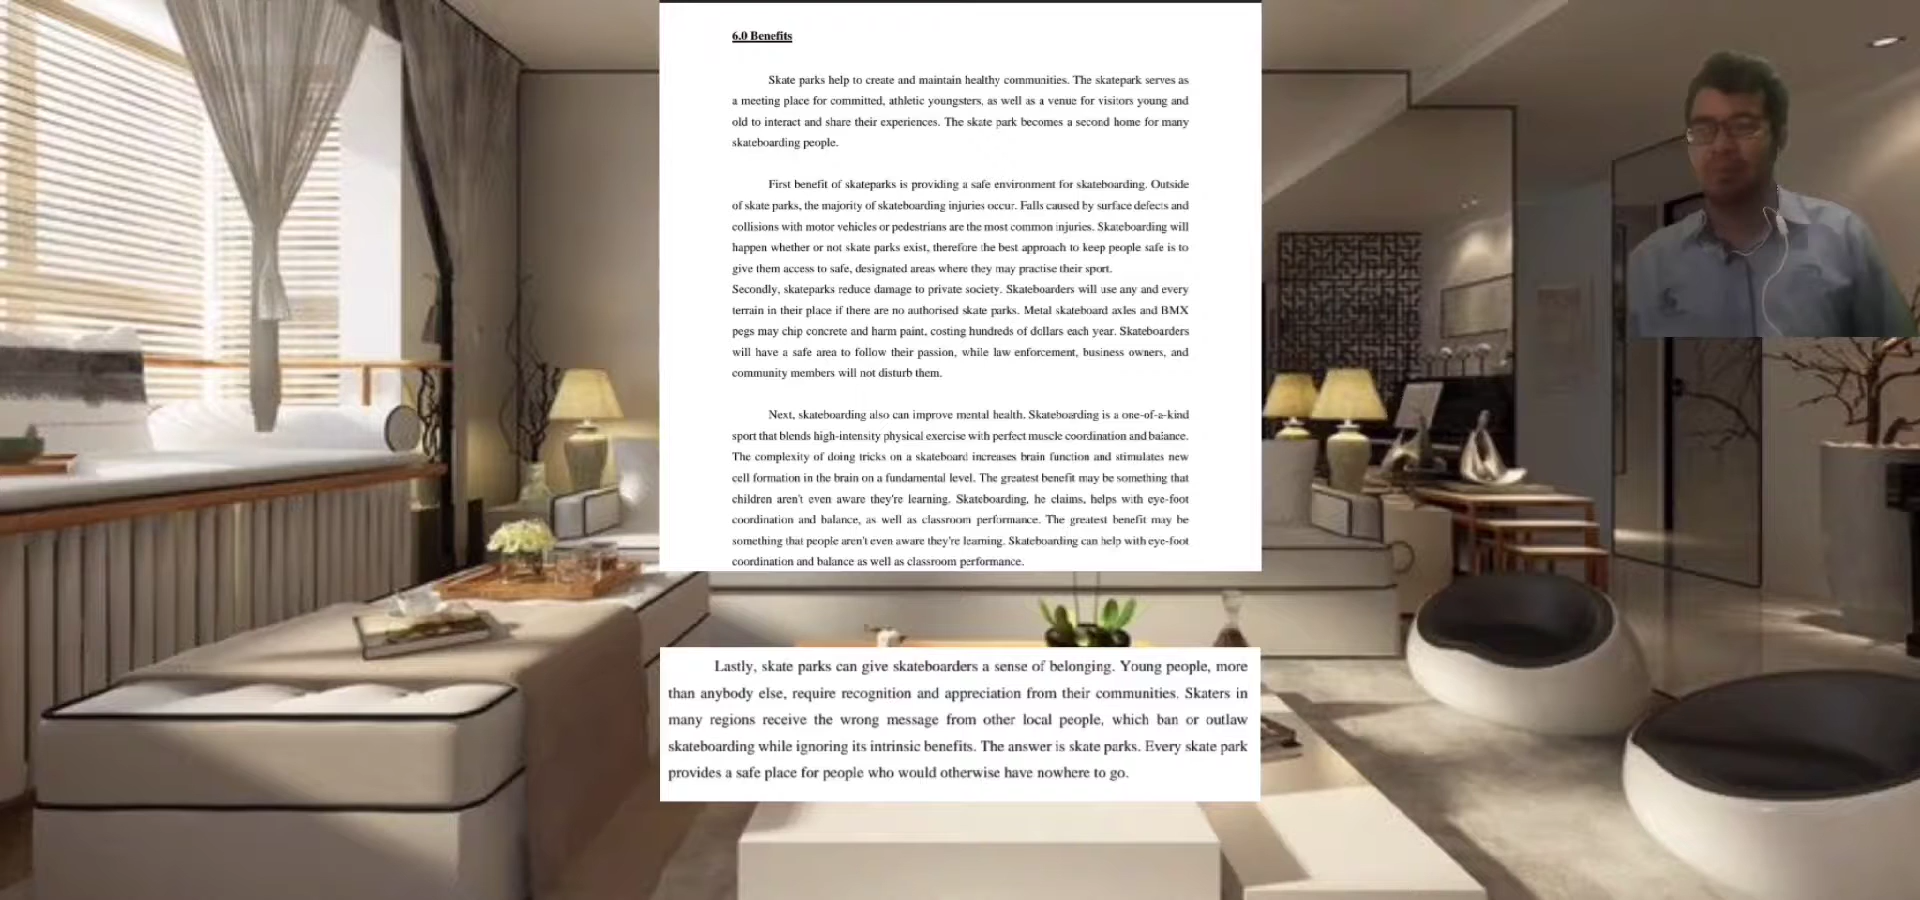 6.0 Benefits
Skate parks help to create and maintain healthy communities. The skatepark serves as
a meeting place for committed, athletic youngsters, as well as a venue for visitors young and
old to interact and share their experiences. The skate park becomes a second home for many
skateboarding people.
First benefit of skateparks is providing a safe environment for skateboarding. Outside
of skate parks, the majority of skateboarding injuries occur. Falls caused by surface defects and
collisions with motor vehicles or pedestrians are the most common injuries. Skateboarding will
happen whether or not skate parks exist, therefore the best approach to keep people safe is to
give them access to safe, designated areas where they may practise their sport.
Secondly, skateparks reduce damage to private society. Skateboarders will use any and every
terrain in their place if there are no authorised skate parks. Metal skateboard axles and BMX
pegs may chip concrete and harm paint, costing hundreds of dollars each year. Skateboarders
will have a safe area to follow their passion, while law enforcement, business owners, and
community members will not disturb them.
Next, skateboarding also can improve mental health. Skateboarding is a one-of-a-kind
sport that blends high-intensity physical exercise with perfect muscle coordination and balance.
The complexity of doing tricks on a skateboard increases brain function and stimulates new
cell formation in the brain on a fundamental level. The greatest benefit may be something that
children aren't even aware they're learning. Skateboarding, he claims, helps with eye-foot
coordination and balance, as well as classroom performance. The greatest benefit may be
something that people aren't even aware they're learning. Skateboarding can help with eye-foot
coordination and balance as well as classroom performance.
Lastly, skate parks can give skateboarders a sense of belonging. Young people, more
than anybody else, require recognition and appreciation from their communities. Skaters in
many regions receive the wrong message from other local people, which ban or outlaw
skateboarding while ignoring its intrinsic benefits. The answer is skate parks. Every skate park
provides a safe place for people who would otherwise have nowhere to go.